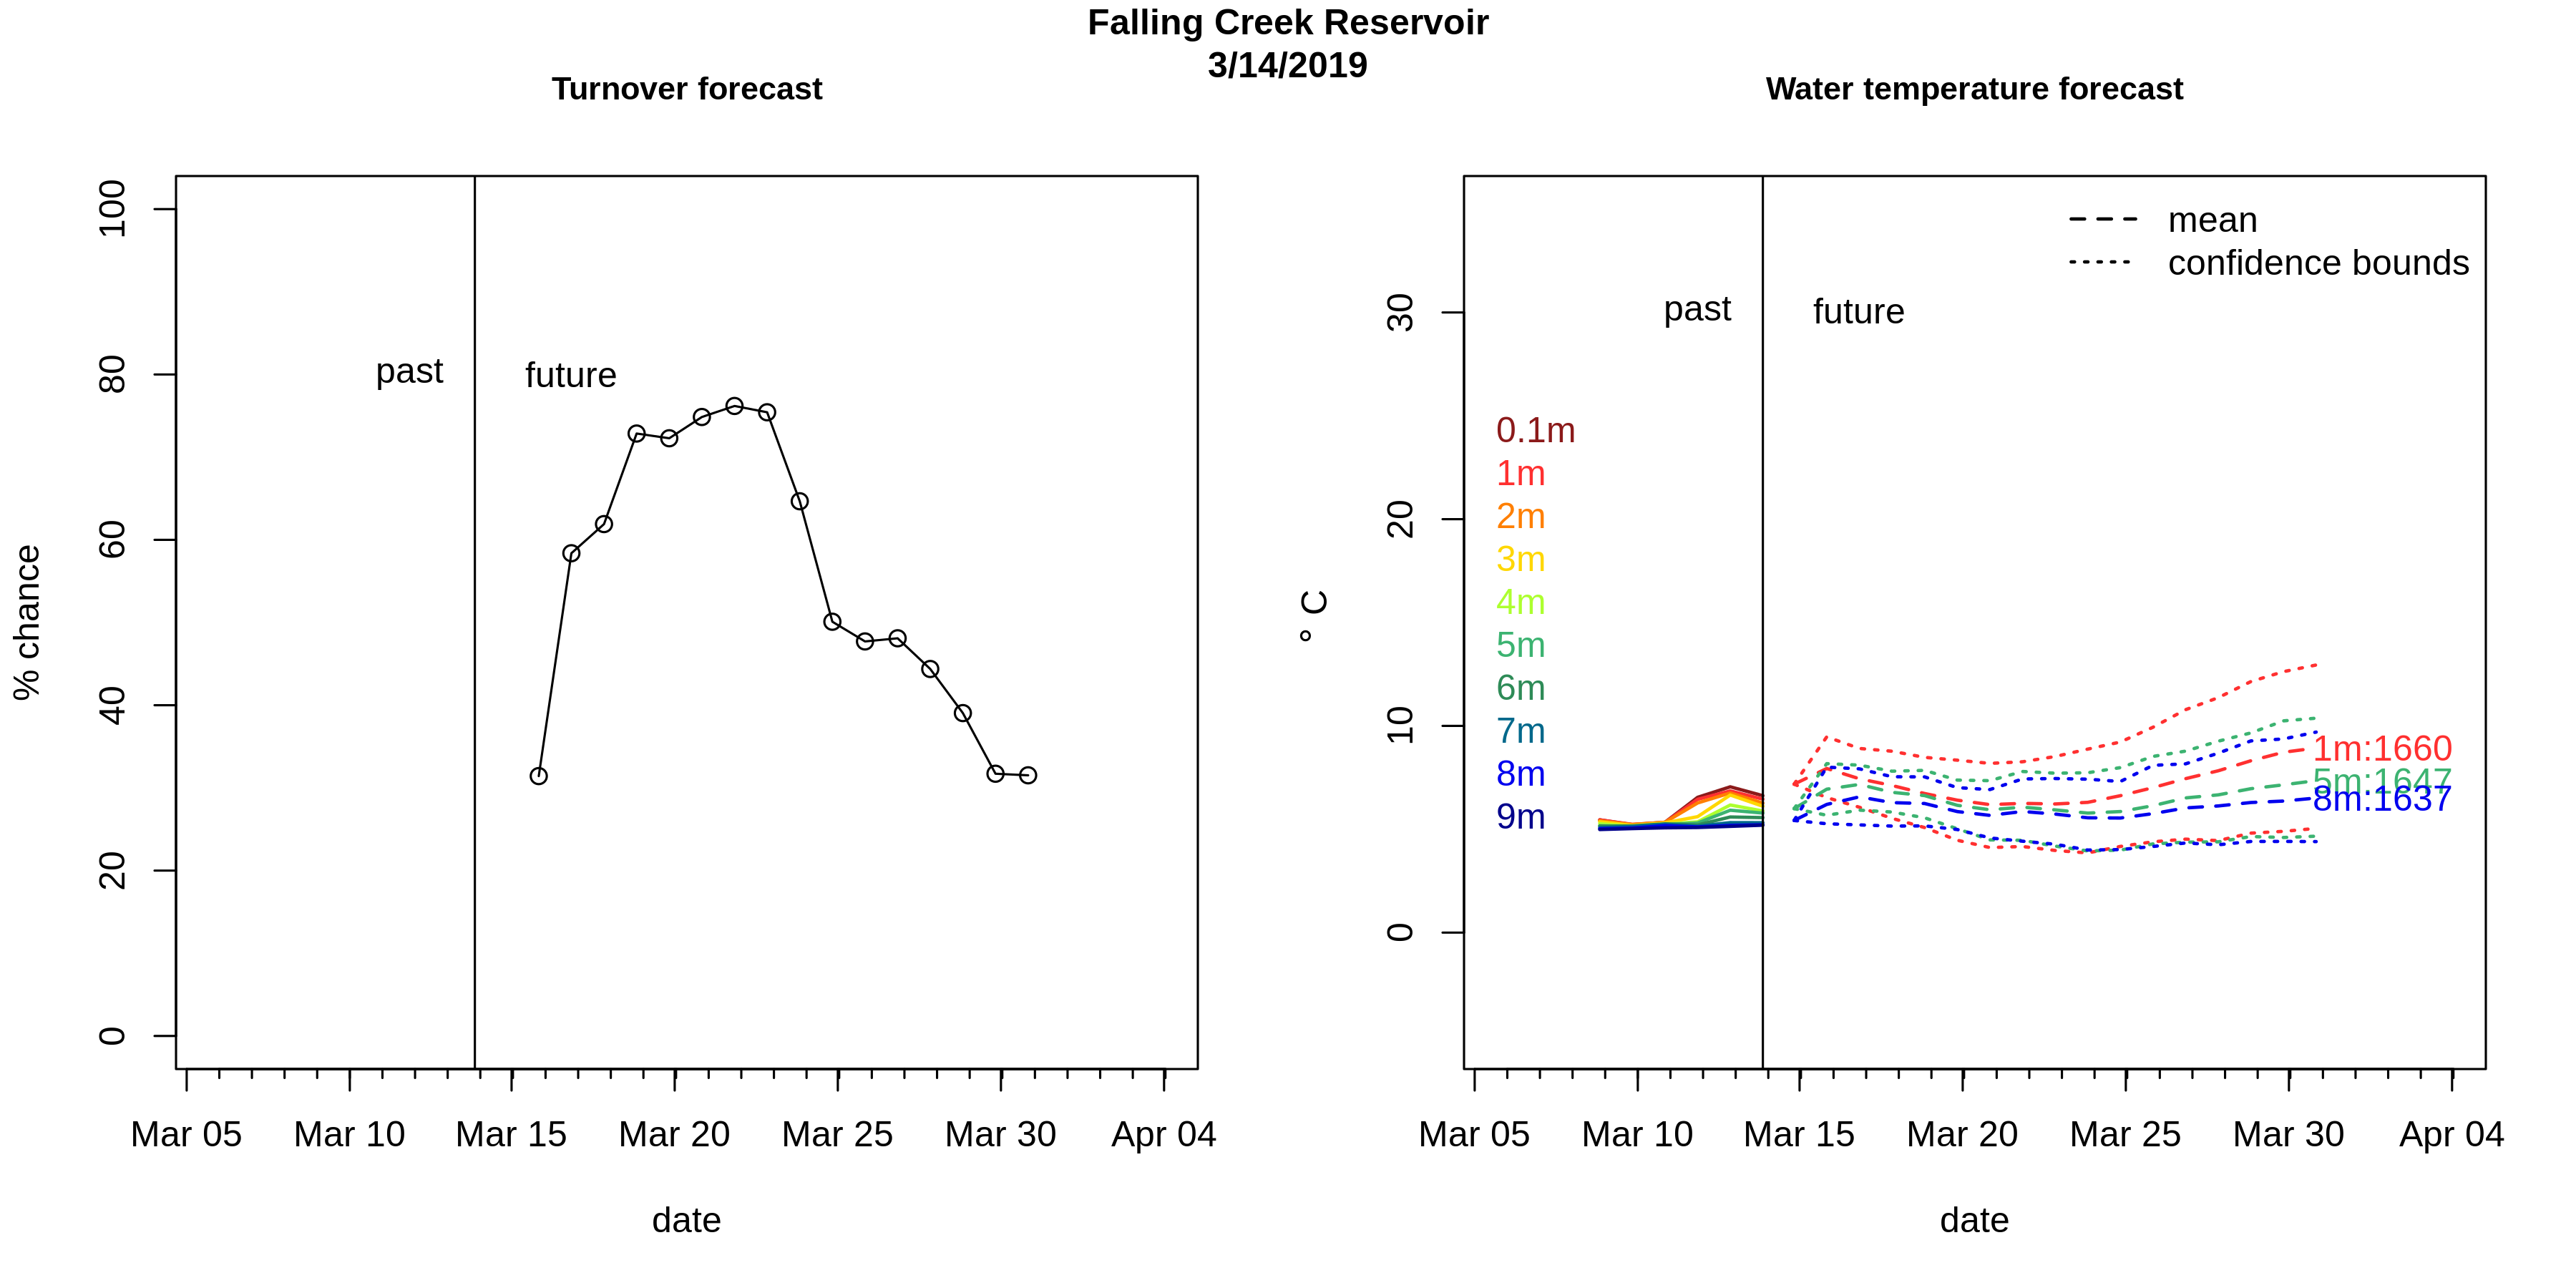 Falling Creek Reservoir
3/14/2019
Turnover forecast
100
80
60
40
20
0
% chance
past
future
Mar 05 Mar 10 Mar 15 Mar 20 Mar 25 Mar 30 Apr 04
date
Water temperature forecast
30
20
10
0
° C
mean
confidence bounds
past
future
0.1m
1m
2m
3m
4m
5m
6m
7m
8m
9m
1m:1660
5m:1647
8m:1637
Mar 05 Mar 10 Mar 15 Mar 20 Mar 25 Mar 30 Apr 04
date